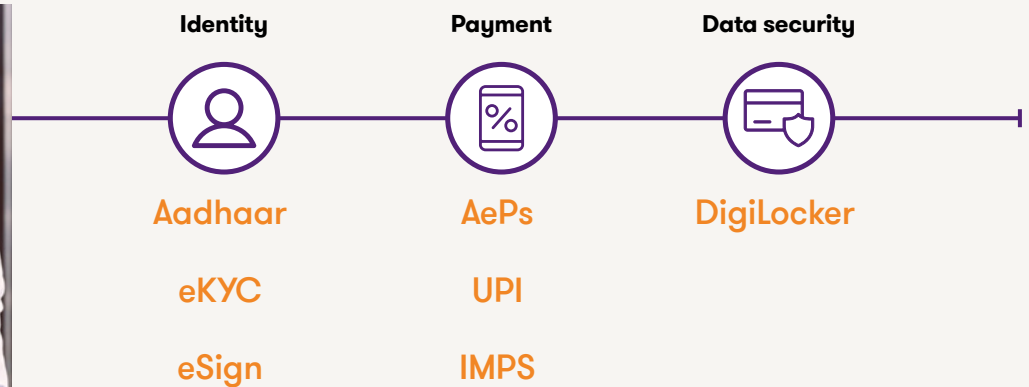 Identity
Payment
Data security
%
Aadhaar
AePs
DigiLocker
eKYC
UPI
eSign
IMPS